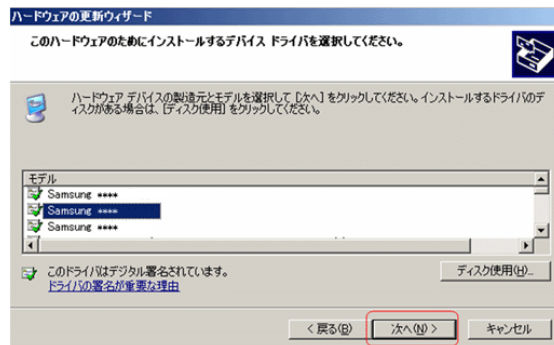 ハードウェアの更新ウィザード
このハードウェアのためにインストールするデバイス ドライバを選択してください。
ハードウェア デバイスの製造元とモデルを選択して [次へ] をクリックしてください。インストールするドライバのデ
ィスクがある場合は、[ディスク使用] をクリックしてください。
モデル
Samsung ****
Samsung ****
Samsung ****
このドライバはデジタル署名されています。
ドライバの署名が重要な理由
ディスク使用(H)...
< 戻る(B)
次へ(N) >
キャンセル